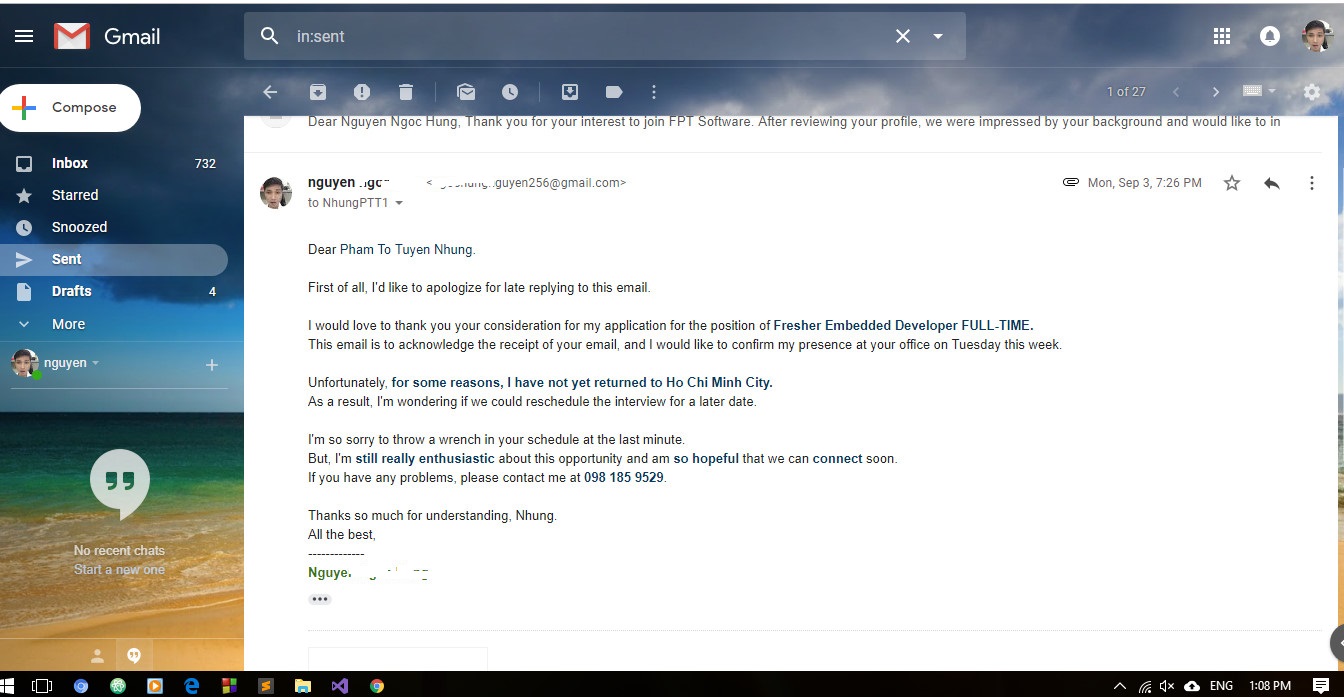 Gmail
in:sent
Compose
1 of 27
Inbox 732
Starred
Snoozed
Sent
Drafts 4
More
nguyen
No recent chats
Start a new one
Dear Nguyen Ngoc Hung, Thank you for your interest to join FPT Software. After reviewing your profile, we were impressed by your background and would like to in
nguyen
Mon, Sep 3, 7:26 PM
to NhungPTT1
Dear Pham To Tuyen Nhung.
First of all, I'd like to apologize for late replying to this email.
I would love to thank you your consideration for my application for the position of Fresher Embedded Developer FULL-TIME.
This email is to acknowledge the receipt of your email, and I would like to confirm my presence at your office on Tuesday this week.
Unfortunately, for some reasons, I have not yet returned to Ho Chi Minh City.
As a result, I'm wondering if we could reschedule the interview for a later date.
I'm so sorry to throw a wrench in your schedule at the last minute.
But, I'm still really enthusiastic about this opportunity and am so hopeful that we can connect soon.
If you have any problems, please contact me at 098 185 9529.
Thanks so much for understanding, Nhung.
All the best,
-------------
ENG 1:08 PM